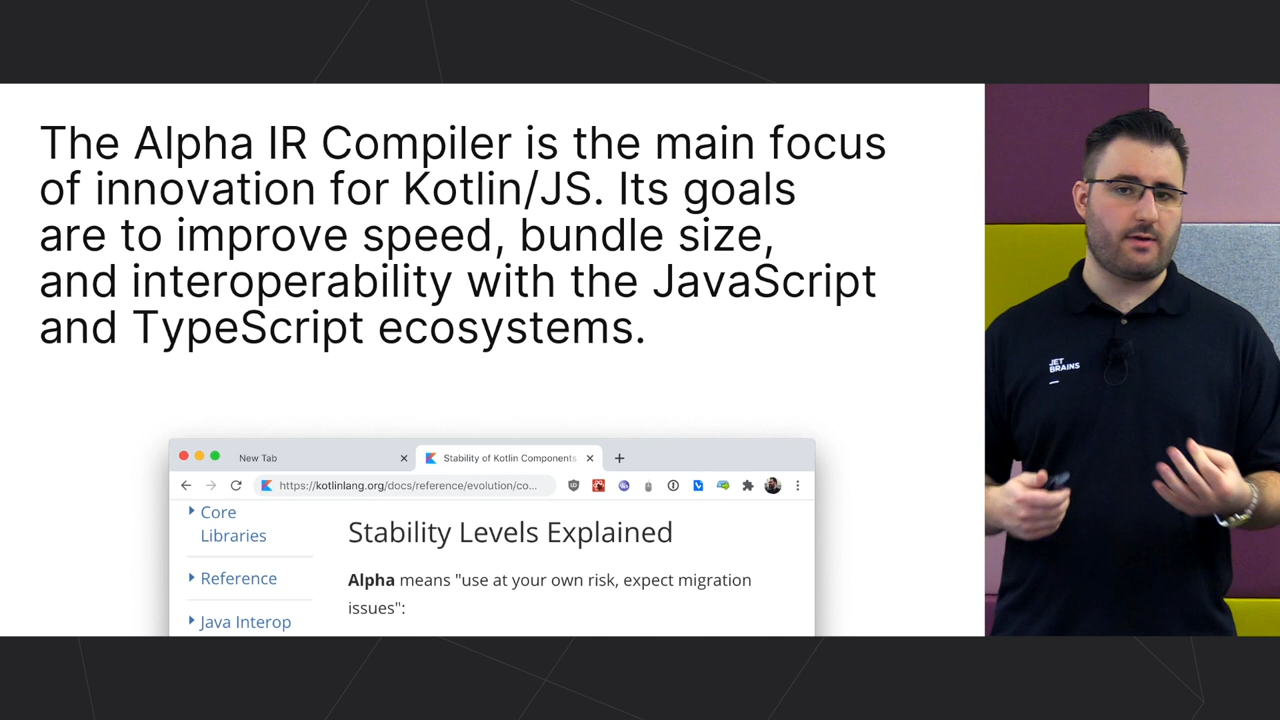 The Alpha IR Compiler is the main focus
of innovation for Kotlin/JS. Its goals
are to improve speed, bundle size,
and interoperability with the JavaScript
and TypeScript ecosystems.
New Tab
Stability of Kotlin Components
https://kotlinlang.org/docs/reference/evolution/co...
Core
Libraries
Reference
Java Interop
Stability Levels Explained
Alpha means "use at your own risk, expect migration
issues":
JET
BRAINS